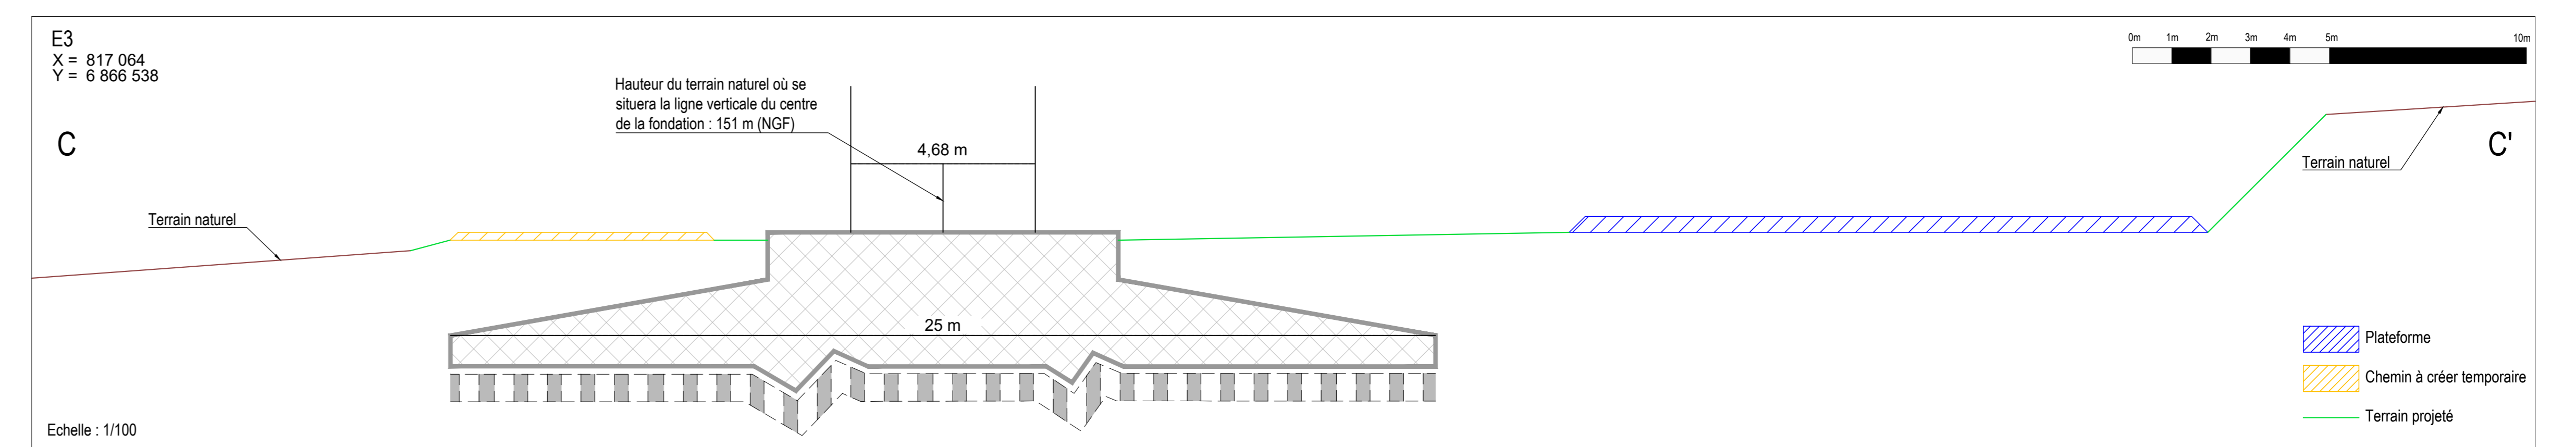 E3
X = 817 064
Y = 6 866 538
0m 1m 2m 3m 4m 5m 10m
Hauteur du terrain naturel où se
situera la ligne verticale du centre
de la fondation : 151 m (NGF)
C
C'
4,68 m
Terrain naturel
Terrain naturel
25 m
Plateforme
Chemin à créer temporaire
Terrain projeté
Echelle : 1/100